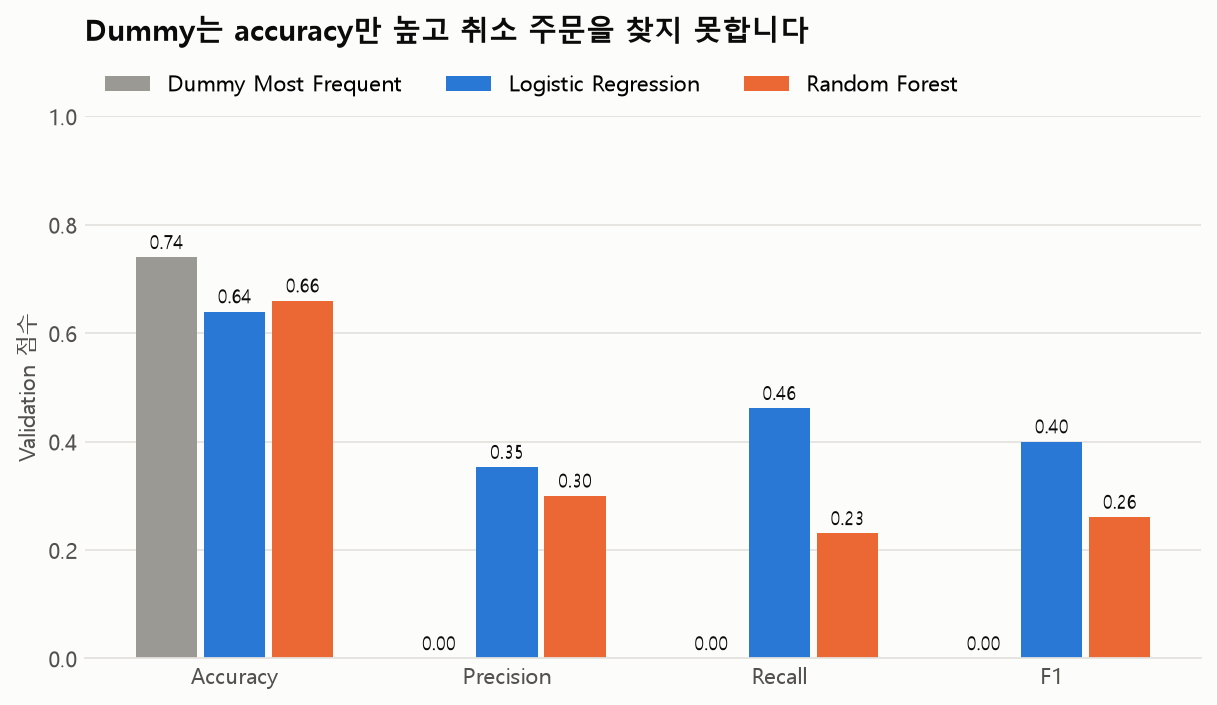 Dummy는 accuracy만 높고 취소 주문을 찾지 못합니다
Dummy Most Frequent
Logistic Regression
Random Forest
Validation 점수
1.0
0.8
0.6
0.4
0.2
0.0
0.74
0.64
0.66
0.00
0.35
0.30
0.00
0.46
0.23
0.00
0.40
0.26
Accuracy
Precision
Recall
F1